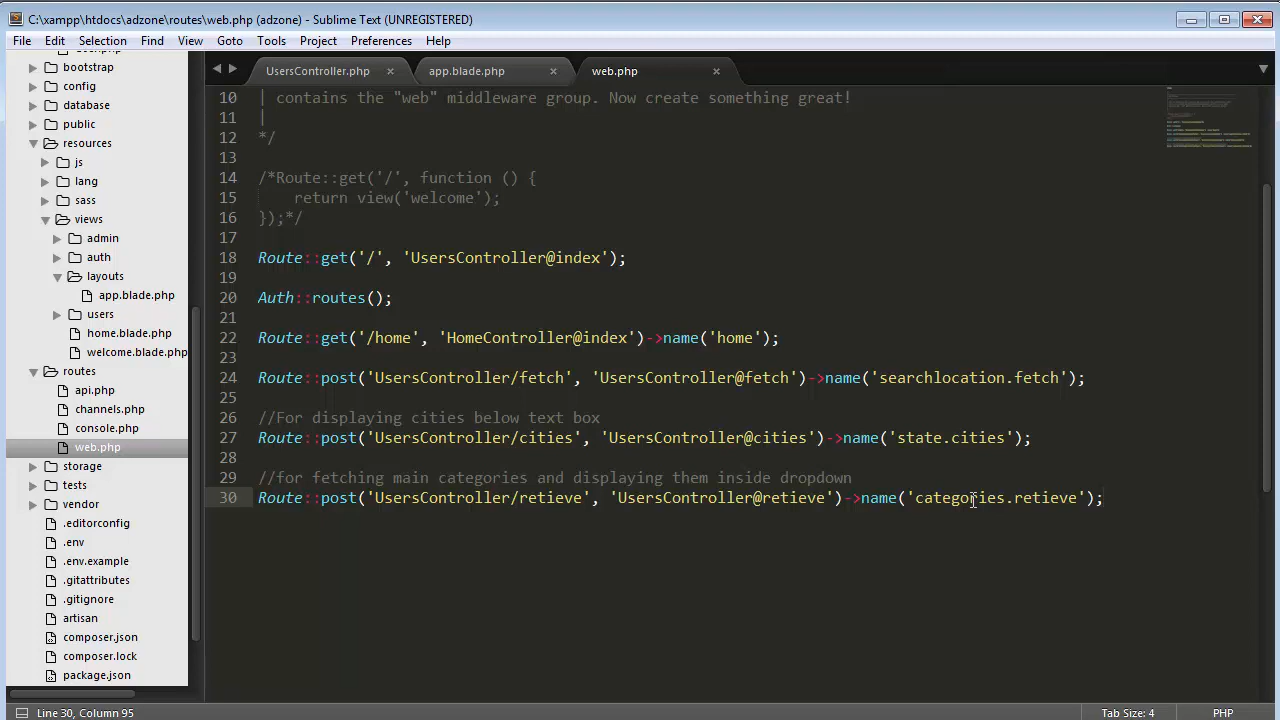 C:\xampp\htdocs\adzone\routes\web.php (adzone) - Sublime Text (UNREGISTERED)
File Edit Selection Find View Goto Tools Project Preferences Help
bootstrap
config
database
public
resources
js
lang
sass
views
admin
auth
layouts
app.blade.php
users
home.blade.php
welcome.blade.php
routes
api.php
channels.php
console.php
web.php
storage
tests
vendor
.editorconfig
.env
.env.example
.gitattributes
.gitignore
artisan
composer.json
composer.lock
package.json
UsersController.php app.blade.php web.php
10 | contains the "web" middleware group. Now create something great!
11 |
12 */
13
14 /*Route::get('/', function () {
15 return view('welcome');
16 });*/
17
18 Route::get('/', 'UsersController@index');
19
20 Auth::routes();
21
22 Route::get('/home', 'HomeController@index')->name('home');
23
24 Route::post('UsersController/fetch', 'UsersController@fetch')->name('searchlocation.fetch');
25
26 //For displaying cities below text box
27 Route::post('UsersController/cities', 'UsersController@cities')->name('state.cities');
28
29 //for fetching main categories and displaying them inside dropdown
30 Route::post('UsersController/retieve', 'UsersController@retieve')->name('categories.retieve');
Line 30, Column 95 Tab Size: 4 PHP